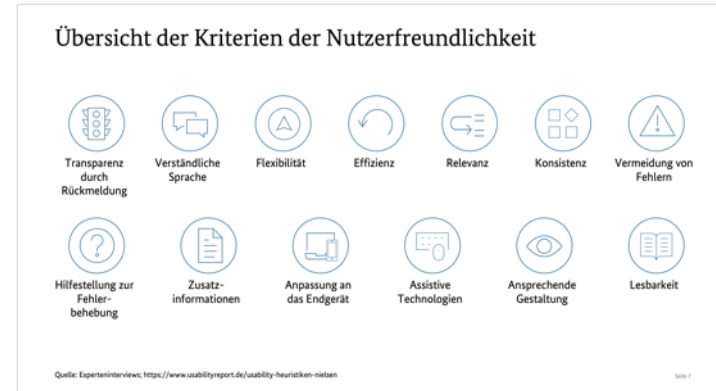 Übersicht der Kriterien der Nutzerfreundlichkeit
Transparenz
durch
Rückmeldung
Verständliche
Sprache
Flexibilität
Effizienz
Relevanz
Konsistenz
Vermeidung von
Fehlern
Hilfestellung zur
Fehler-
behebung
Zusatz-
informationen
Anpassung an
das Endgerät
Assistive
Technologien
Ansprechende
Gestaltung
Lesbarkeit
Quelle: Experteninterviews; https://www.usabilityreport.de/usability-heuristiken-nielsen
Seite 7